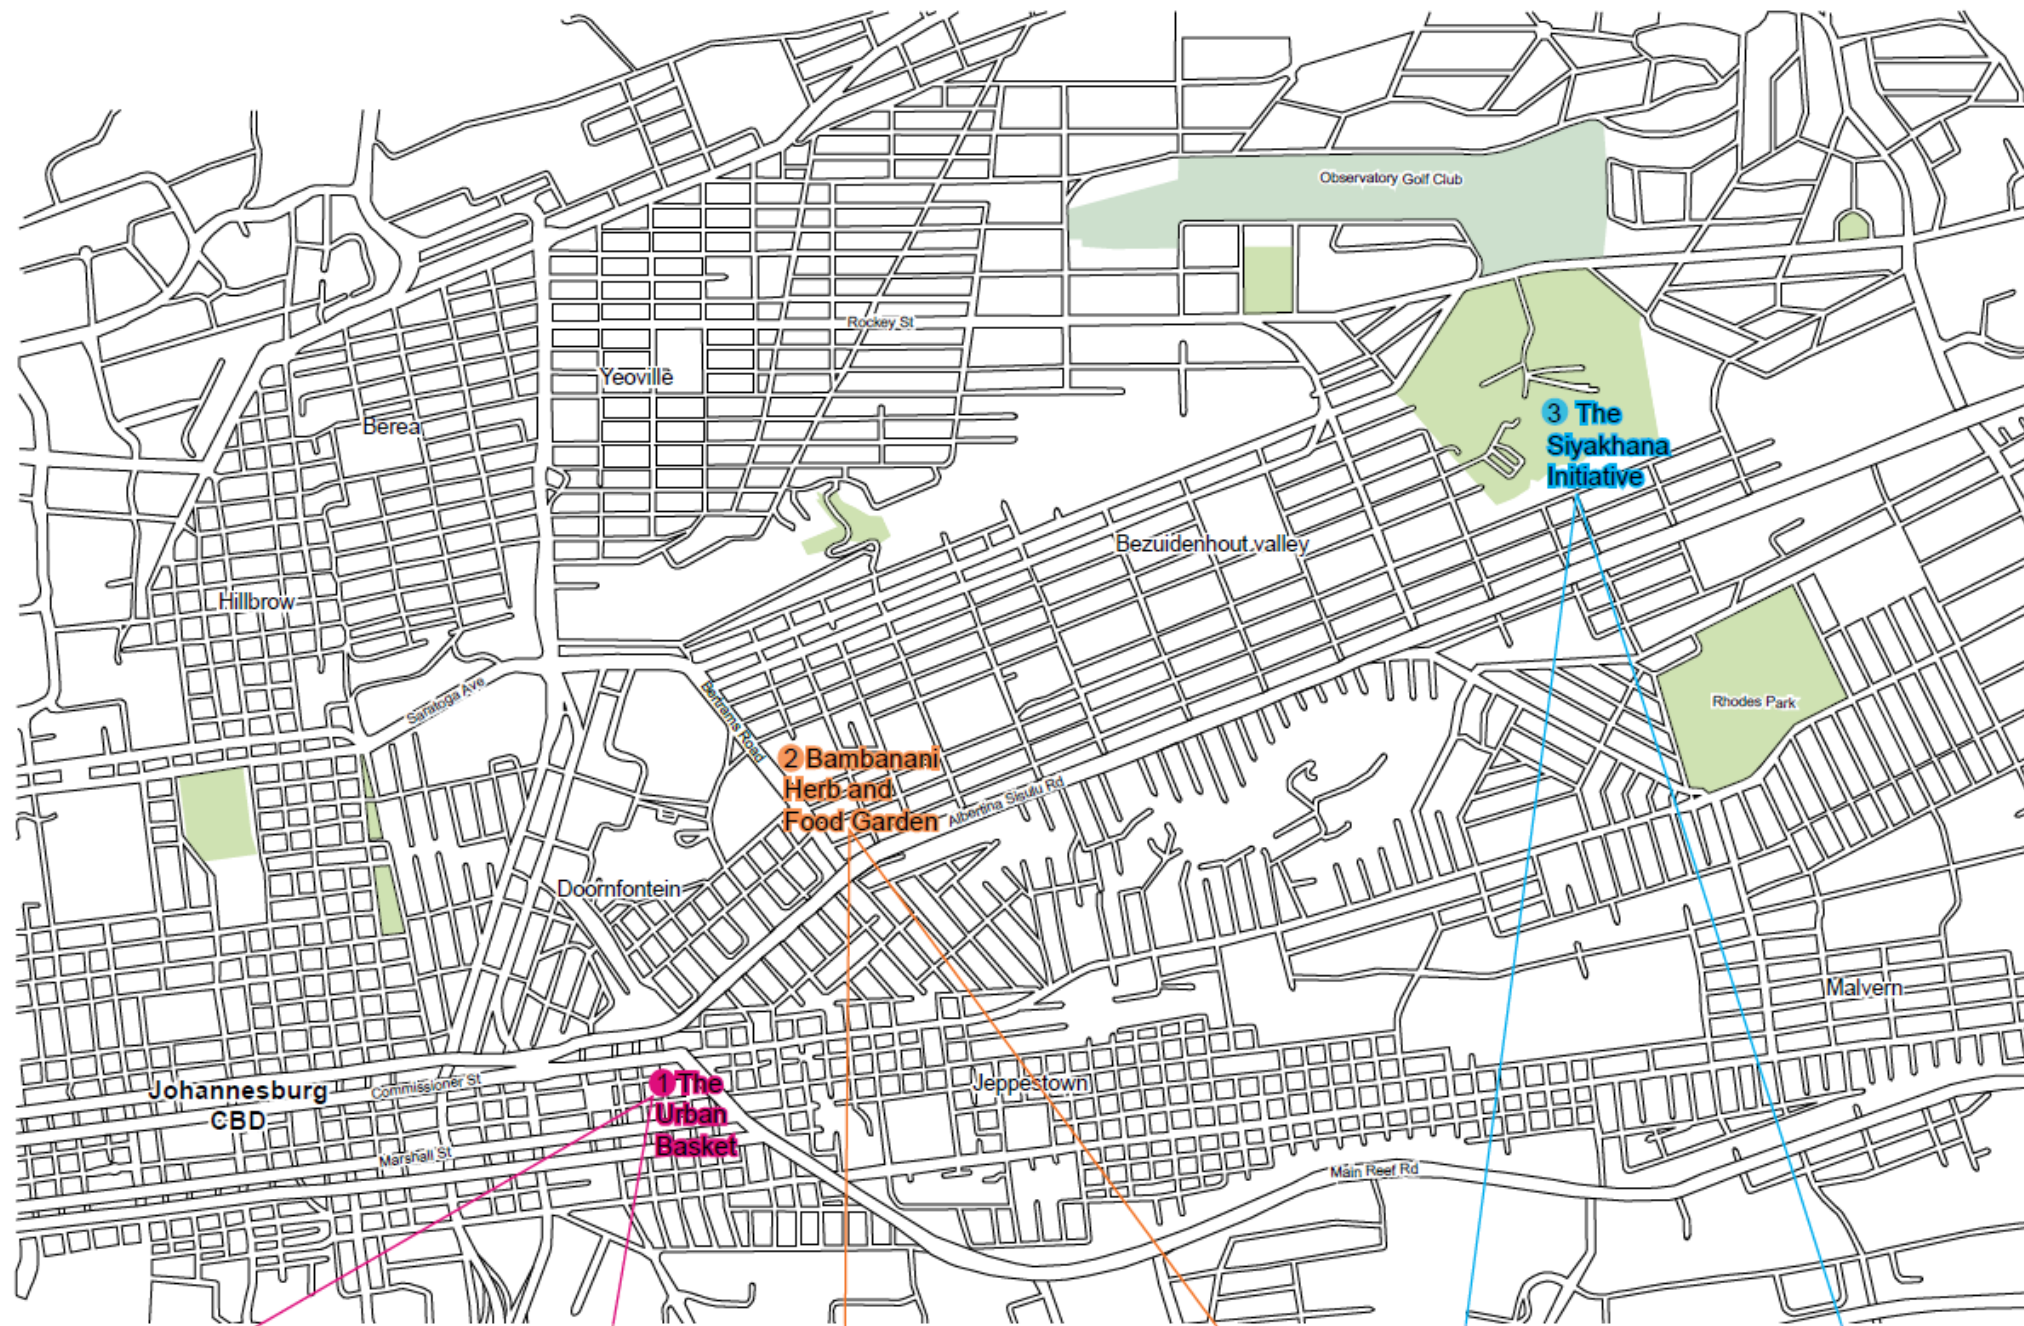 Observatory Golf Club
Rockey St
Yeoville
3 The
Siyakhana
Initiative
Berea
Bezuidenhout valley
Hillbrow
Saratoga Ave
Bertrams Road
Rhodes Park
2 Bambanani
Herb and
Food Garden
Albertina Sisulu Rd
Doornfontein
Malvern
Johannesburg
CBD
Commissioner St
1 The
Urban
Basket
Jeppestown
Marshall St
Main Reef Rd